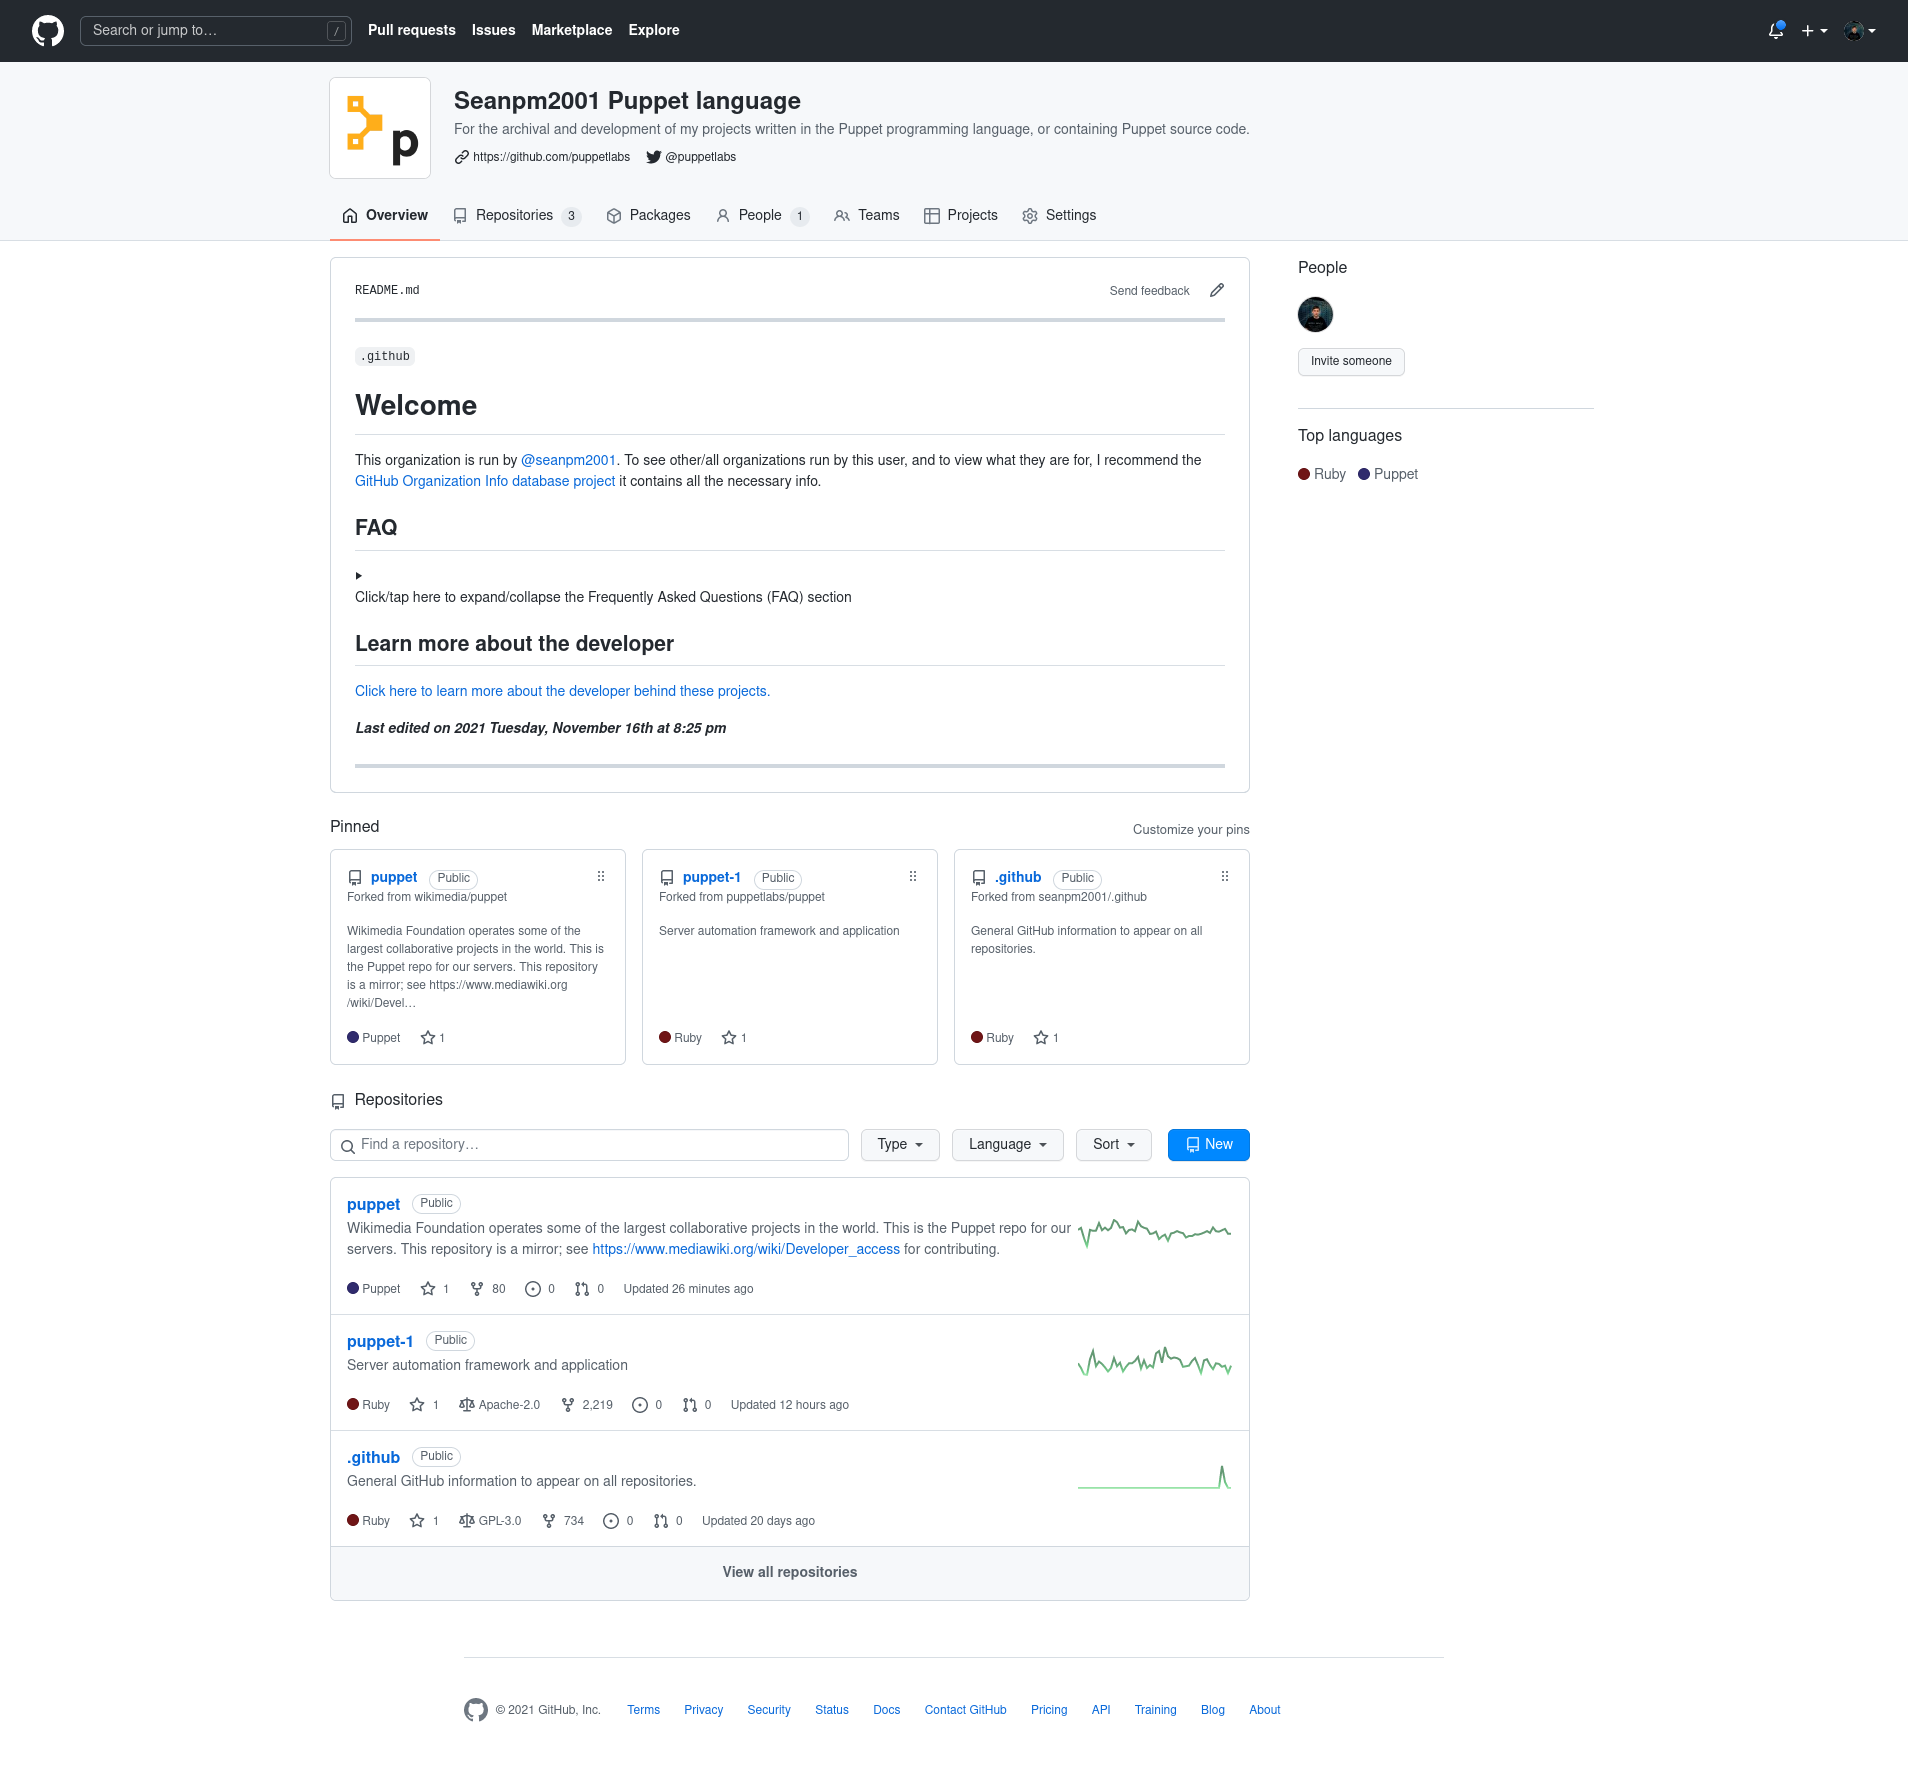 Search or jump to… /
Pull requests Issues Marketplace Explore
p
Seanpm2001 Puppet language
For the archival and development of my projects written in the Puppet programming language, or containing Puppet source code.
https://github.com/puppetlabs @puppetlabs
Overview Repositories 3 Packages People 1 Teams Projects Settings
README.md Send feedback
.github
Welcome
This organization is run by @seanpm2001. To see other/all organizations run by this user, and to view what they are for, I recommend the
GitHub Organization Info database project it contains all the necessary info.
FAQ
Click/tap here to expand/collapse the Frequently Asked Questions (FAQ) section
Learn more about the developer
Click here to learn more about the developer behind these projects.
Last edited on 2021 Tuesday, November 16th at 8:25 pm
People
Invite someone
Top languages
Ruby Puppet
Pinned Customize your pins
puppet Public
Forked from wikimedia/puppet
Wikimedia Foundation operates some of the
largest collaborative projects in the world. This is
the Puppet repo for our servers. This repository
is a mirror; see https://www.mediawiki.org
/wiki/Devel…
Puppet 1
puppet-1 Public
Forked from puppetlabs/puppet
Server automation framework and application
Ruby 1
.github Public
Forked from seanpm2001/.github
General GitHub information to appear on all
repositories.
Ruby 1
Repositories
Find a repository… Type Language Sort New
puppet Public
Wikimedia Foundation operates some of the largest collaborative projects in the world. This is the Puppet repo for our
servers. This repository is a mirror; see https://www.mediawiki.org/wiki/Developer_access for contributing.
Puppet 1 80 0 0 Updated 26 minutes ago
puppet-1 Public
Server automation framework and application
Ruby 1 Apache-2.0 2,219 0 0 Updated 12 hours ago
.github Public
General GitHub information to appear on all repositories.
Ruby 1 GPL-3.0 734 0 0 Updated 20 days ago
View all repositories
© 2021 GitHub, Inc. Terms Privacy Security Status Docs Contact GitHub Pricing API Training Blog About